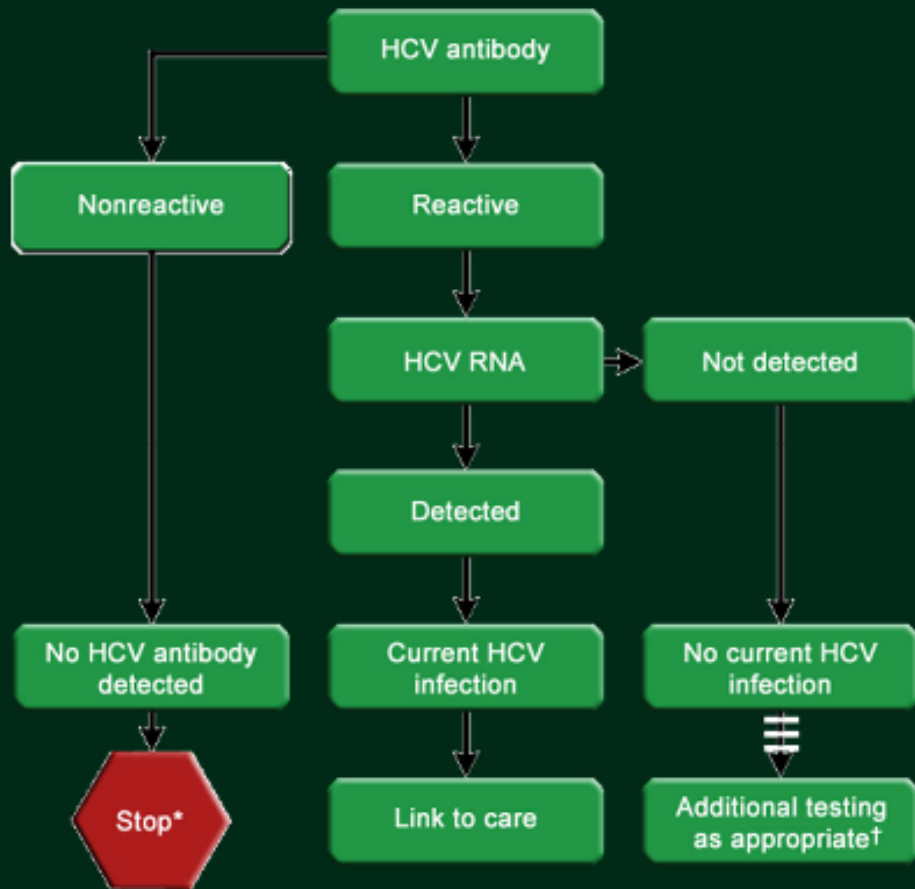 HCV antibody
Nonreactive
Reactive
HCV RNA
Not detected
Detected
No HCV antibody
detected
Current HCV
infection
No current HCV
infection
Stop*
Link to care
Additional testing
as appropriate†